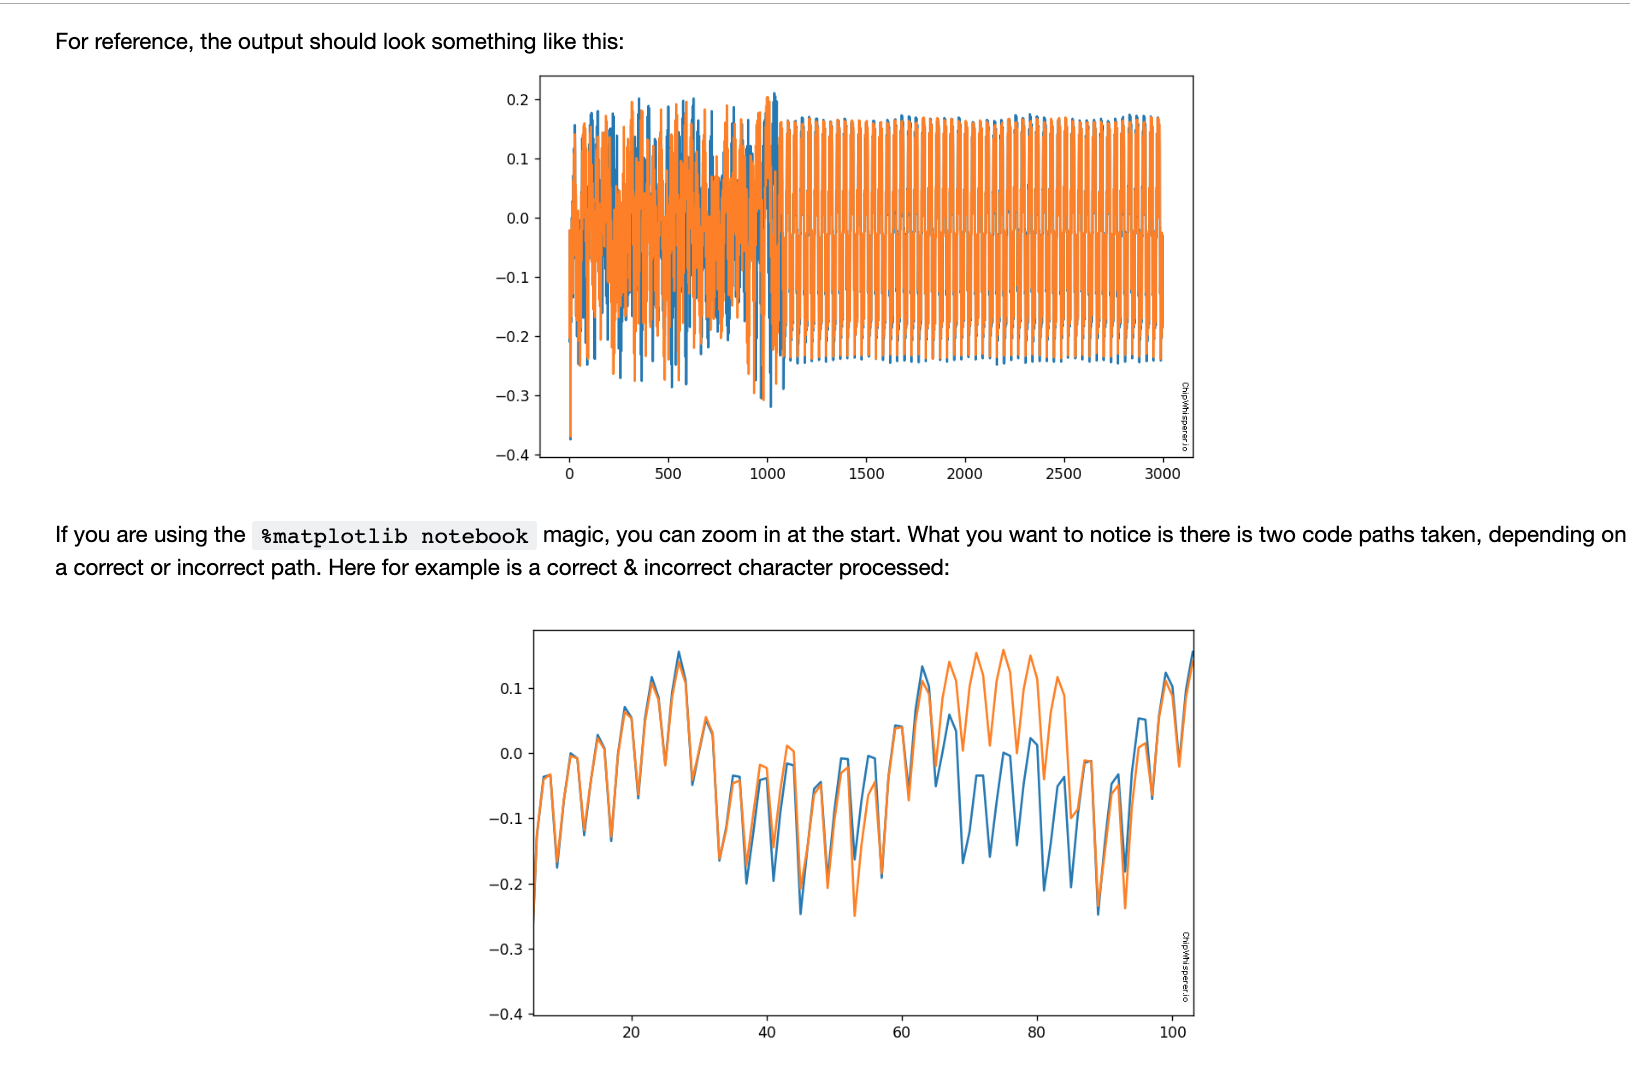 For reference, the output should look something like this:
0.2
0.1
0.0
−0.1
−0.2
−0.3
−0.4
ChipWhisperer.io
0 500 1000 1500 2000 2500 3000
If you are using the %matplotlib notebook magic, you can zoom in at the start. What you want to notice is there is two code paths taken, depending on
a correct or incorrect path. Here for example is a correct & incorrect character processed:
0.1
0.0
−0.1
−0.2
−0.3
−0.4
ChipWhisperer.io
20 40 60 80 100